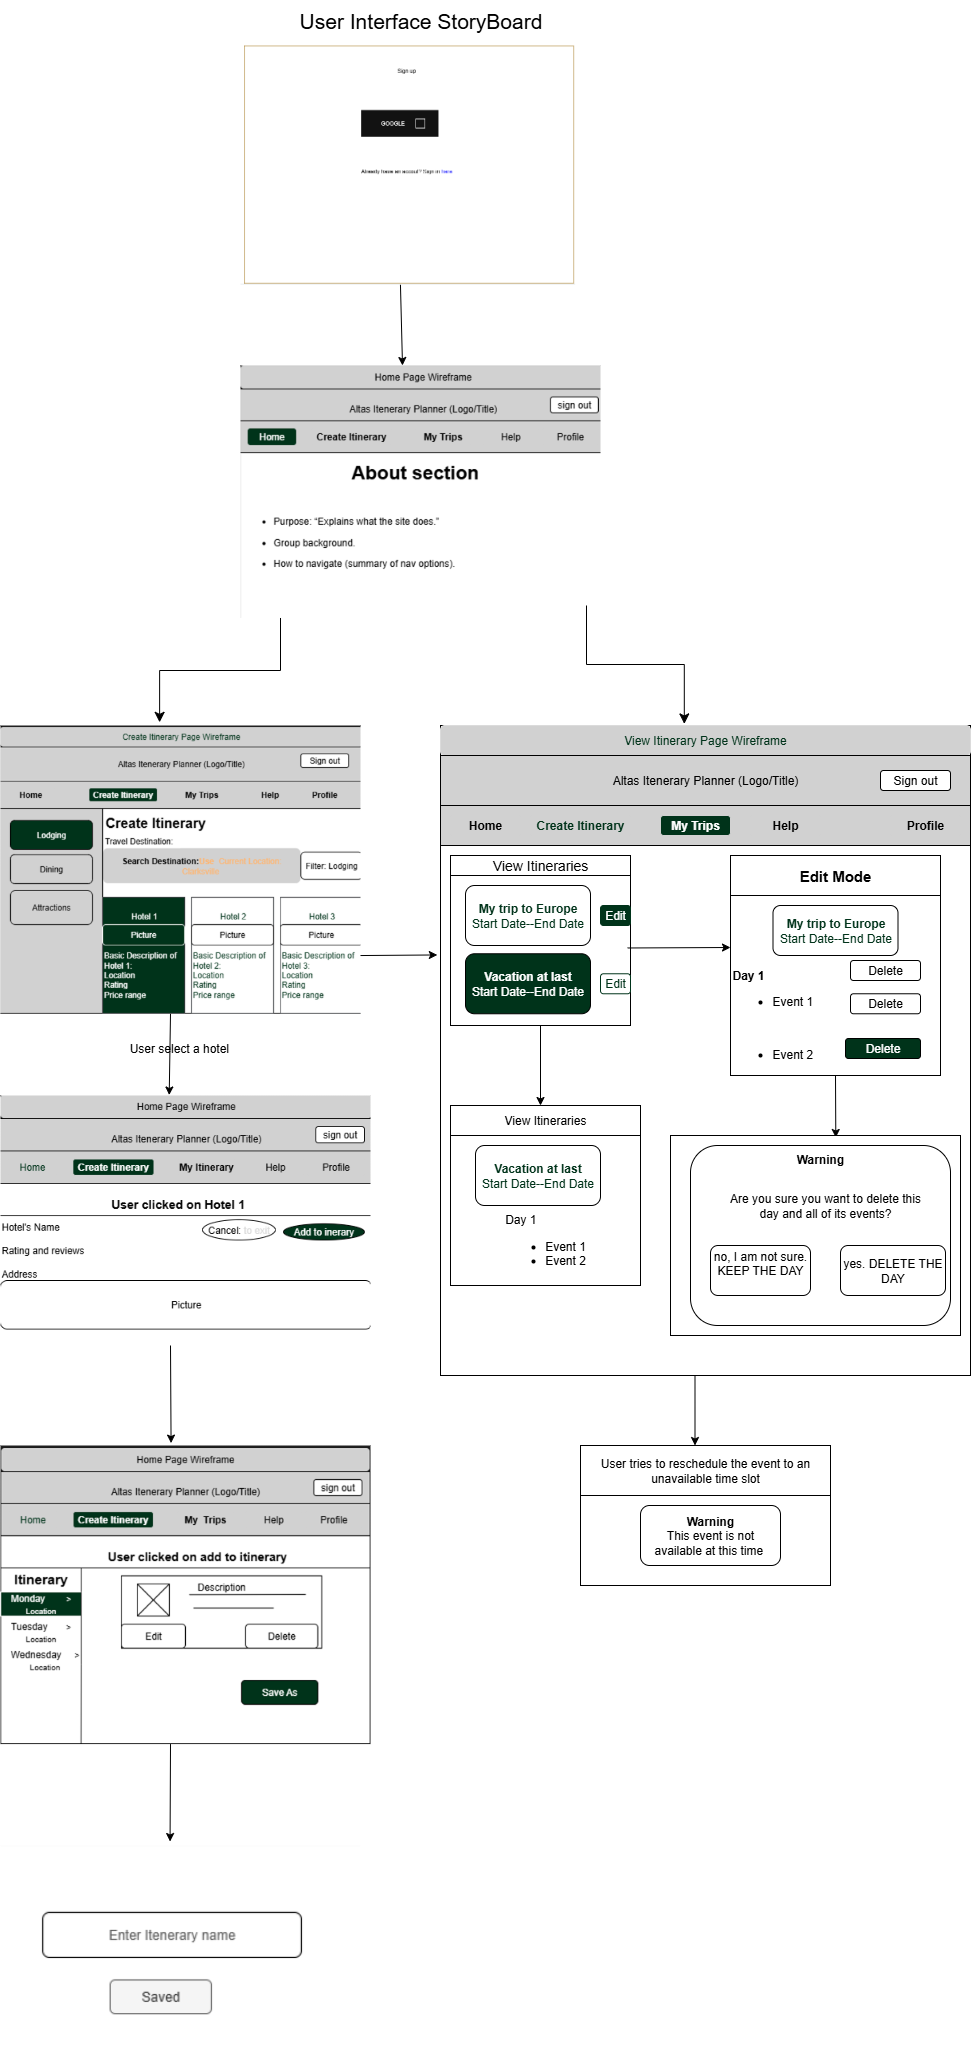 User Interface StoryBoard
Sign up
GOOGLE
Already have an accout? Sign in here
Home Page Wireframe
Altas Itenerary Planner (Logo/Title)
sign out
Home Create Itinerary My Trips Help Profile
About section
• Purpose: “Explains what the site does.”
• Group background.
• How to navigate (summary of nav options).
Create Itinerary Page Wireframe
Altas Itenerary Planner (Logo/Title)
Sign out
Home Create Itinerary My Trips Help Profile
Lodging
Dining
Attractions
Create Itinerary
Travel Destination:
Search Destination:
Current Location
Filter: Lodging
Hotel 1
Picture
Basic Description of
Hotel 1:
Location
Rating
Price range
Hotel 2
Picture
Basic Description of
Hotel 2:
Location
Rating
Price range
Hotel 3
Picture
Basic Description of
Hotel 3:
Location
Rating
Price range
User select a hotel
Home Page Wireframe
Altas Itenerary Planner (Logo/Title)
sign out
Home Create Itinerary My Itinerary Help Profile
User clicked on Hotel 1
Hotel's Name
Cancel: to exit
Add to inerary
Rating and reviews
Address
Picture
Home Page Wireframe
Altas Itenerary Planner (Logo/Title)
sign out
Home Create Itinerary My Trips Help Profile
User clicked on add to itinerary
Itinerary
Monday >
Location
Tuesday >
Location
Wednesday >
Location
Description
Edit
Delete
Save As
Enter Itenerary name
Saved
View Itinerary Page Wireframe
Altas Itenerary Planner (Logo/Title)
Sign out
Home Create Itinerary My Trips Help Profile
View Itineraries
My trip to Europe
Start Date--End Date
Edit
Vacation at last
Start Date--End Date
Edit
Edit Mode
My trip to Europe
Start Date--End Date
Day 1
Delete
• Event 1
Delete
• Event 2
Delete
View Itineraries
Vacation at last
Start Date--End Date
Day 1
• Event 1
• Event 2
Warning
Are you sure you want to delete this
day and all of its events?
no, I am not sure.
KEEP THE DAY
yes. DELETE THE
DAY
User tries to reschedule the event to an
unavailable time slot
Warning
This event is not
available at this time